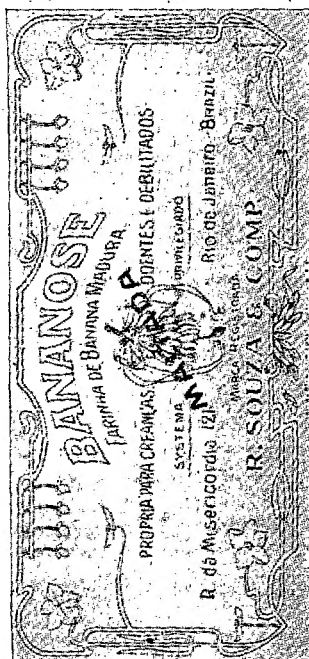 BANANOSE
FARINHA DE BANANA MADURA
PROPRIA PARA CREANÇAS, DOENTES E DEBILITADOS
SYSTEMA PRIVILEGIADO
R. da Misericordia 121 Rio de Janeiro - Brazil.
MARCA REGISTRADA
R. SOUZA & COMP.